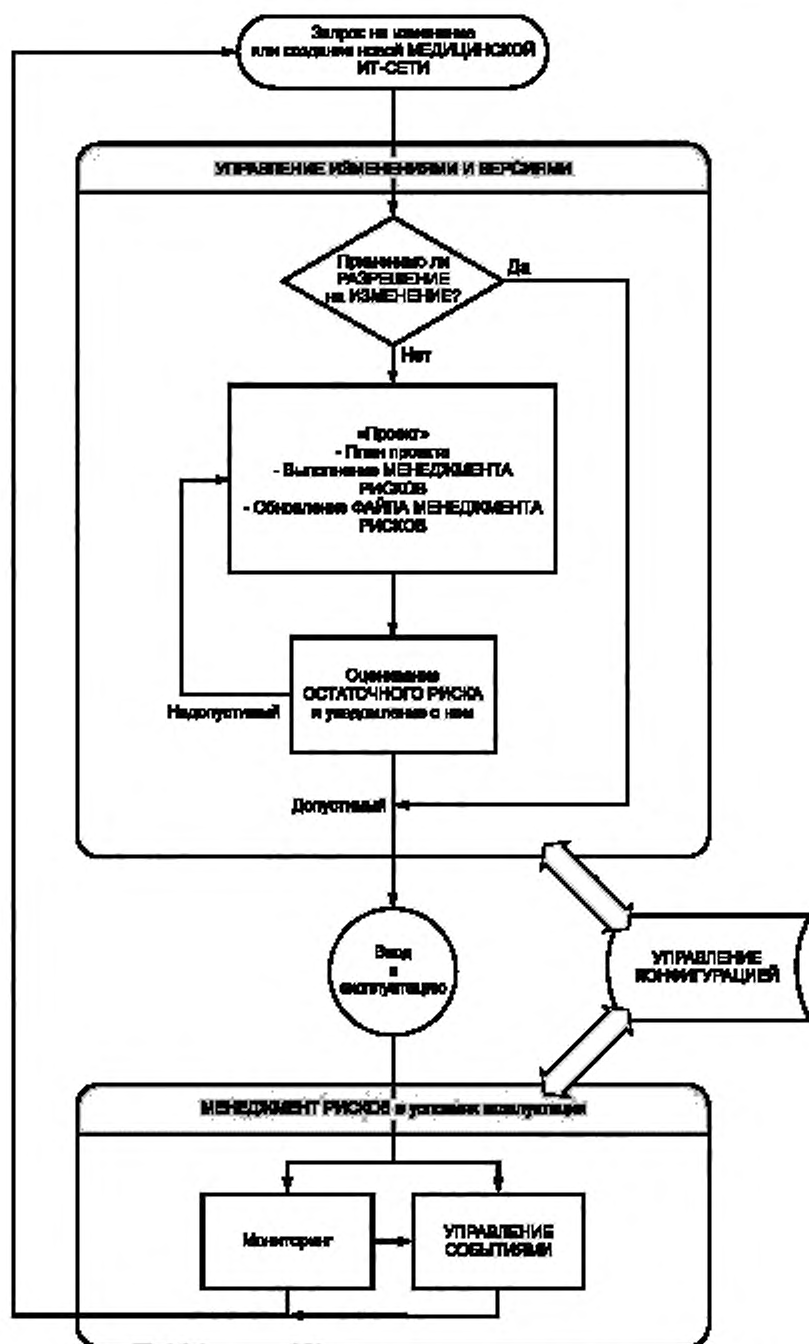 Запрос на изменение
или создание новой МЕДИЦИНСКОЙ
ИТ-СЕТИ
УПРАВЛЕНИЕ ИЗМЕНЕНИЯМИ И ВЕРСИЯМИ
Применимо ли
РАЗРЕШЕНИЕ
на ИЗМЕНЕНИЕ?
Да
Нет
«Проект»
- План проекта
- Выполнение МЕНЕДЖМЕНТА
РИСКОВ
- Обновление ФАЙЛА МЕНЕДЖМЕНТА
РИСКОВ
Оценивание
ОСТАТОЧНОГО РИСКА
и уведомление о нем
Недопустимый
Допустимый
Ввод
в
эксплуатацию
УПРАВЛЕНИЕ
КОНФИГУРАЦИЕЙ
МЕНЕДЖМЕНТ РИСКОВ в условиях эксплуатации
Мониторинг
УПРАВЛЕНИЕ
СОБЫТИЯМИ